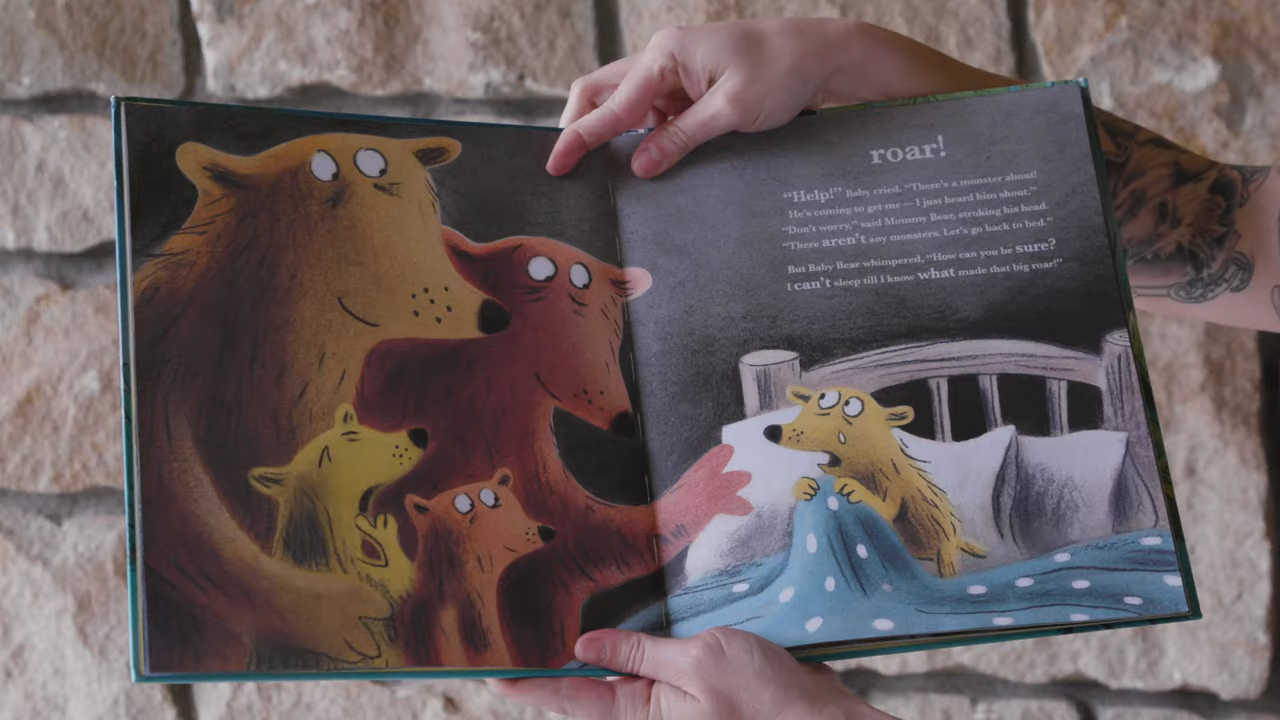 roar!
“Help!” Baby cried. “There’s a monster about!
He’s coming to get me — I just heard him shout.”
“Don’t worry,” said Mommy Bear, stroking his head.
“There aren’t any monsters. Let’s go back to bed.”
But Baby Bear whimpered, “How can you be sure?
I can’t sleep till I know what made that big roar!”